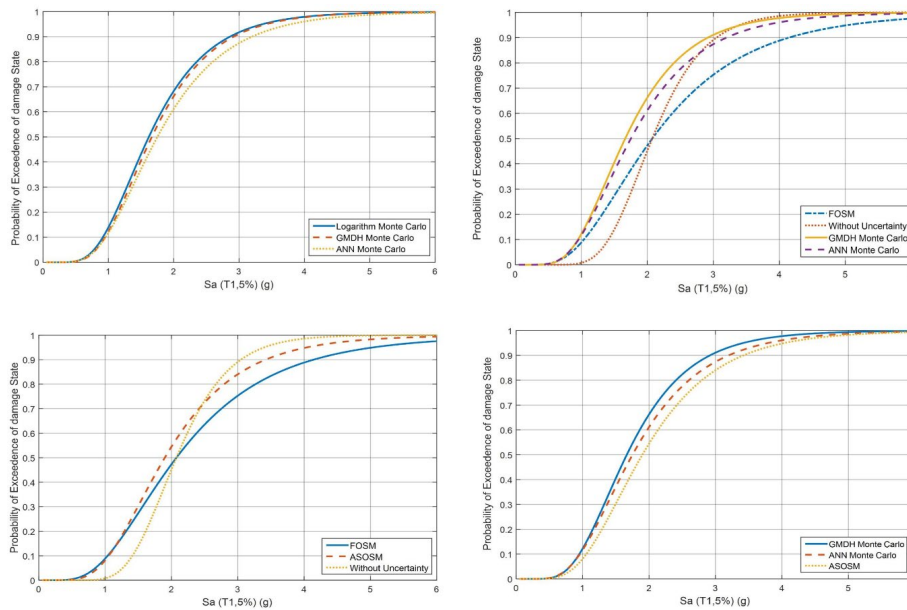 Probability of Exceedence of damage State
1
0.9
0.8
0.7
0.6
0.5
0.4
0.3
0.2
0.1
0
0 1 2 3 4 5 6
Sa (T1,5%) (g)
Logarithm Monte Carlo
GMDH Monte Carlo
ANN Monte Carlo
Probability of Exceedence of damage State
1
0.9
0.8
0.7
0.6
0.5
0.4
0.3
0.2
0.1
0
0 1 2 3 4 5
Sa (T1,5%) (g)
FOSM
Without Uncertainty
GMDH Monte Carlo
ANN Monte Carlo
Probability of Exceedence of damage State
1
0.9
0.8
0.7
0.6
0.5
0.4
0.3
0.2
0.1
0
0 1 2 3 4 5 6
Sa (T1,5%) (g)
FOSM
ASOSM
Without Uncertainty
Probability of Exceedence of damage State
1
0.9
0.8
0.7
0.6
0.5
0.4
0.3
0.2
0.1
0
0 1 2 3 4 5
Sa (T1,5%) (g)
GMDH Monte Carlo
ANN Monte Carlo
ASOSM